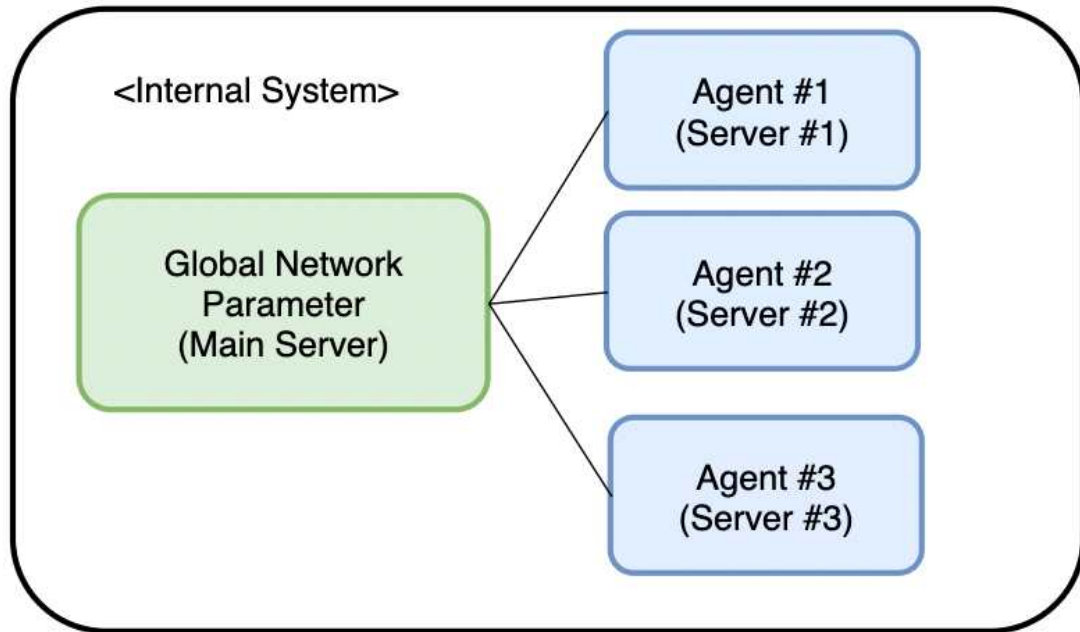 <Internal System>
Global Network
Parameter
(Main Server)
Agent #1
(Server #1)
Agent #2
(Server #2)
Agent #3
(Server #3)